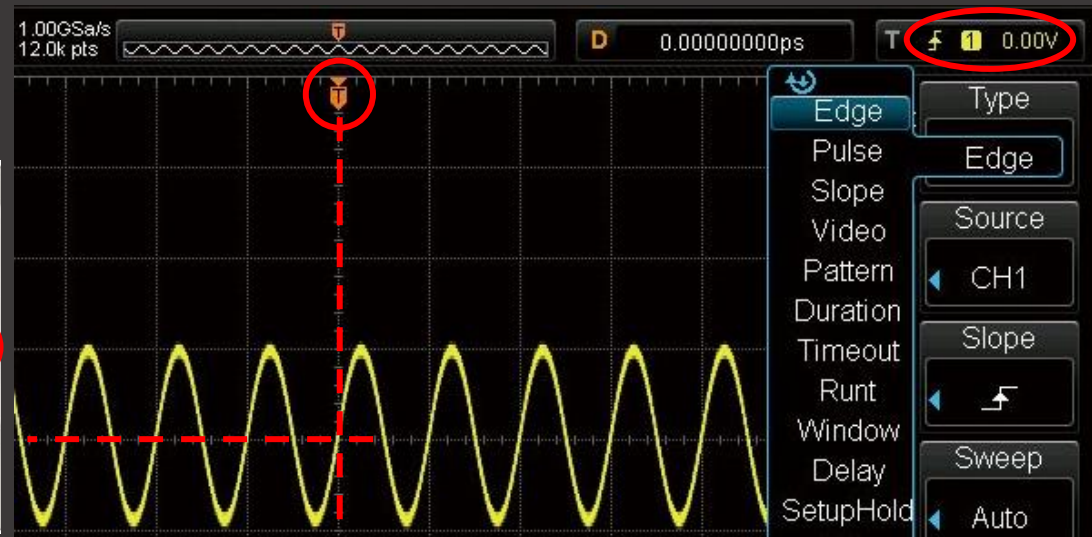 1.00GSa/s
12.0k pts
T
D 0.00000000ps
T 1 0.00V
T
Edge
Pulse
Slope
Video
Pattern
Duration
Timeout
Runt
Window
Delay
SetupHold
Type
Edge
Source
CH1
Slope
Sweep
Auto